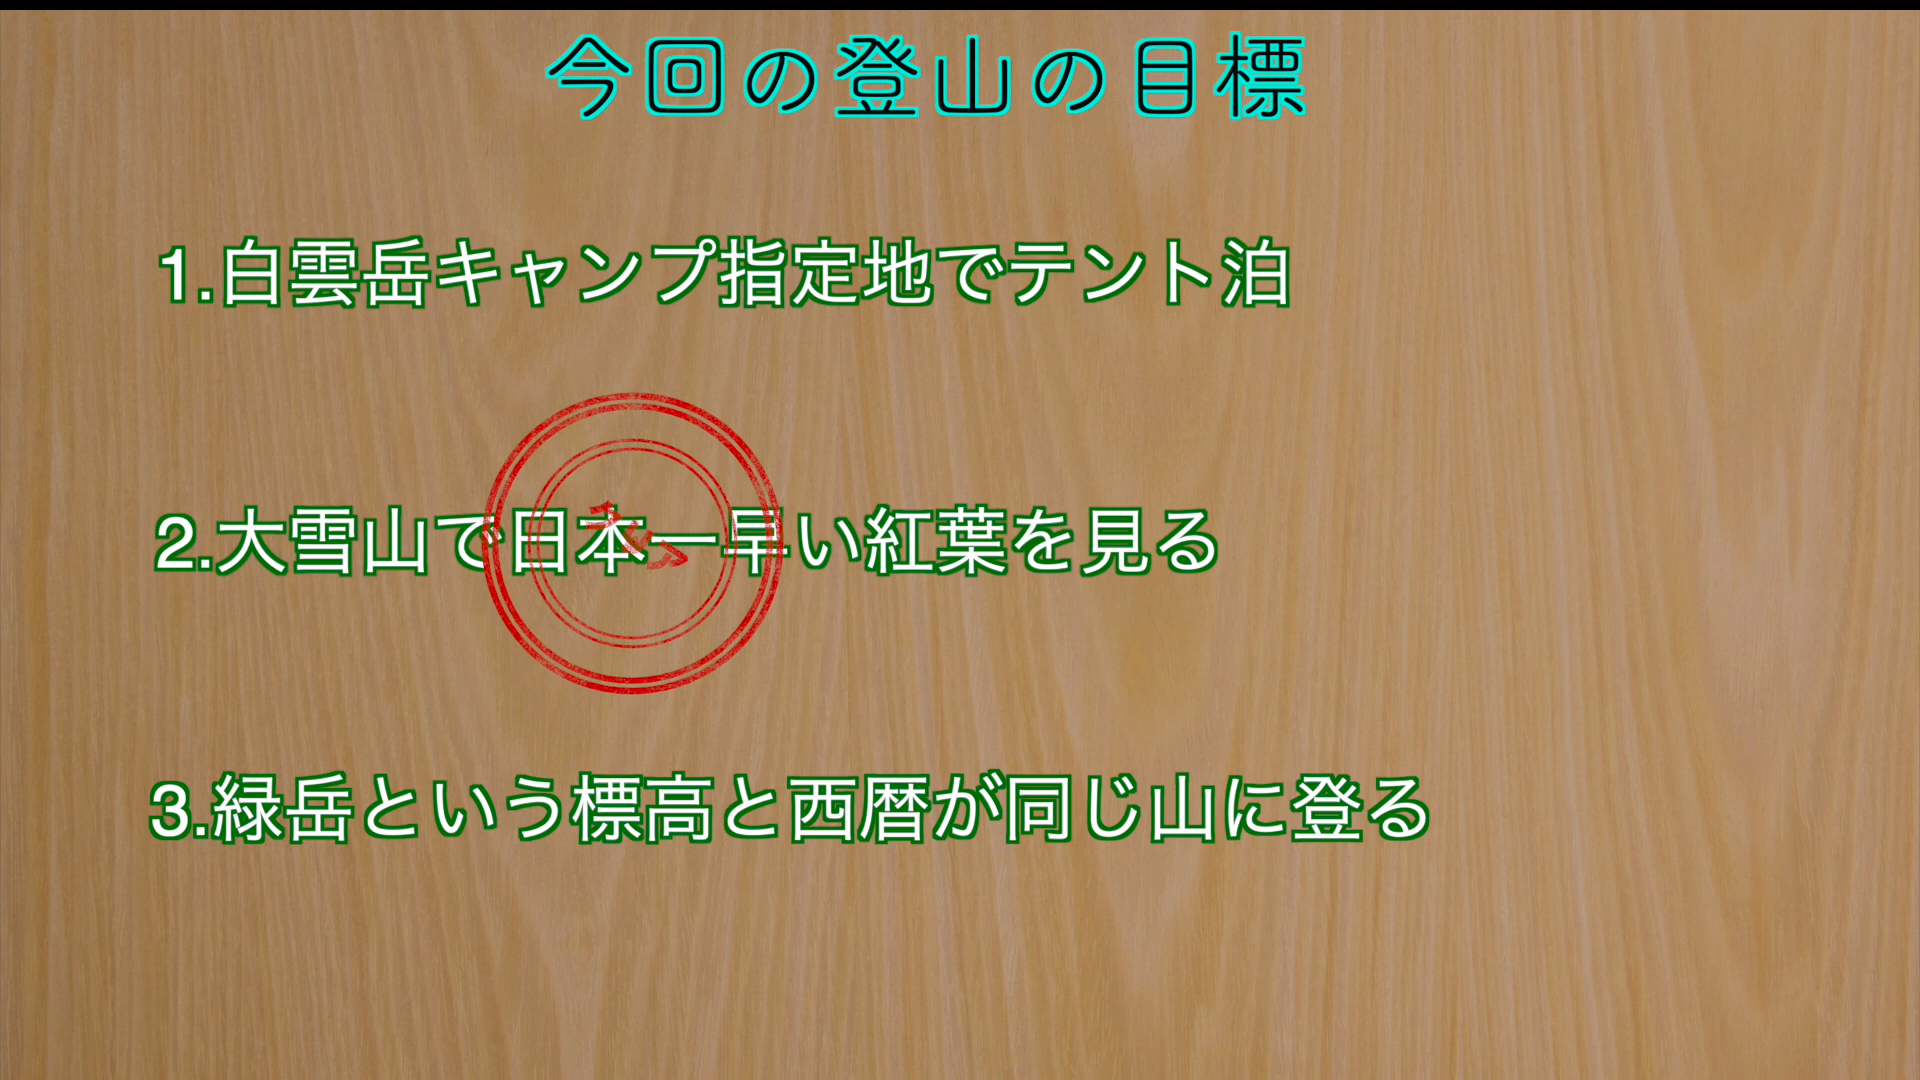 今回の登山の目標
1.白雲岳キャンプ指定地でテント泊
2.大雪山で日本一早い紅葉を見る
3.緑岳という標高と西暦が同じ山に登る